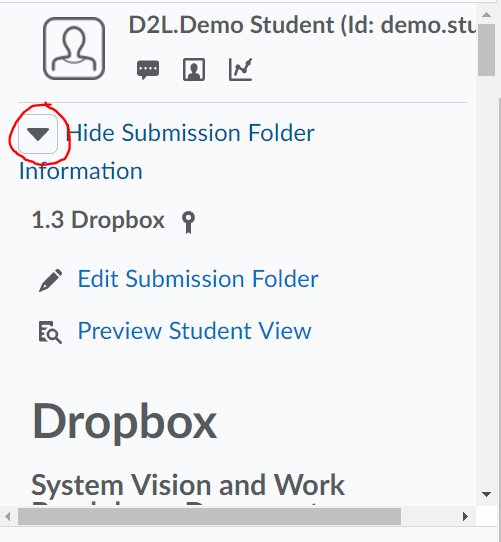 D2L.Demo Student (Id: demo.stu
Hide Submission Folder
Information
1.3 Dropbox
Edit Submission Folder
Preview Student View
Dropbox
System Vision and Work